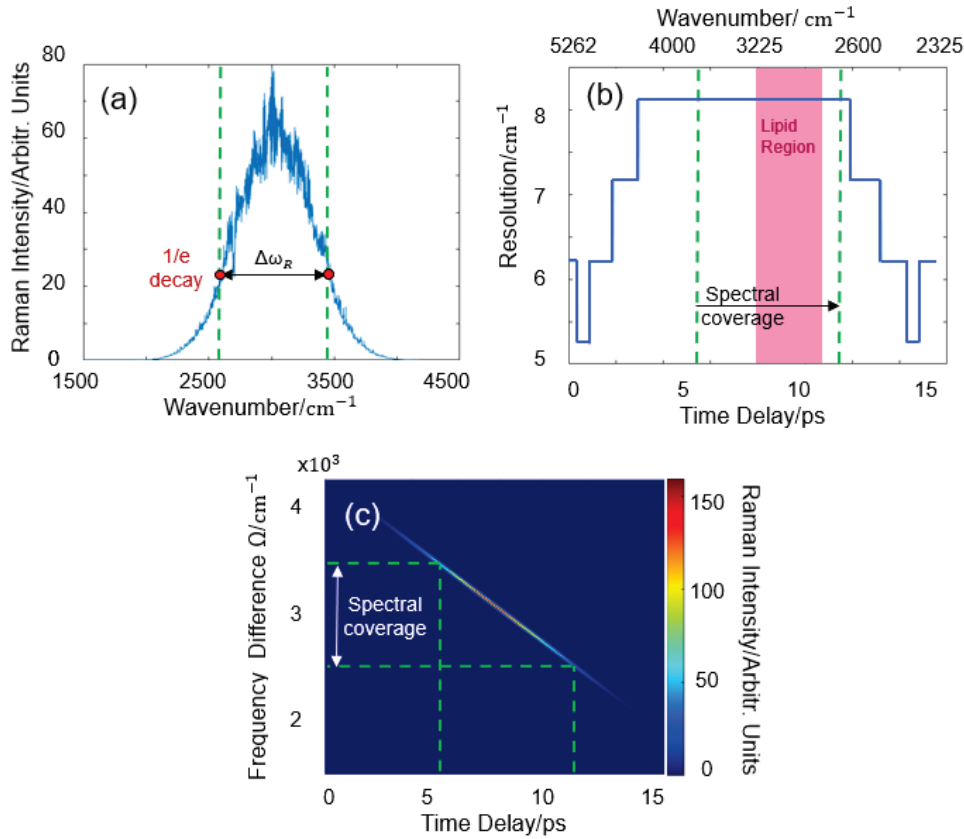 (a)
Raman Intensity/Arbitr. Units
80
60
40
20
0
1/e
decay
Δω_R
1500
2500
3500
4500
Wavenumber/cm⁻¹
Wavenumber/ cm⁻¹
5262
4000
3225
2600
2325
(b)
Resolution/cm⁻¹
8
7
6
5
Lipid
Region
Spectral
coverage
0
5
10
15
Time Delay/ps
x10³
(c)
Frequency Difference Ω/cm⁻¹
4
3
2
Spectral
coverage
0
5
10
15
Time Delay/ps
150
100
50
0
Raman Intensity/Arbitr. Units